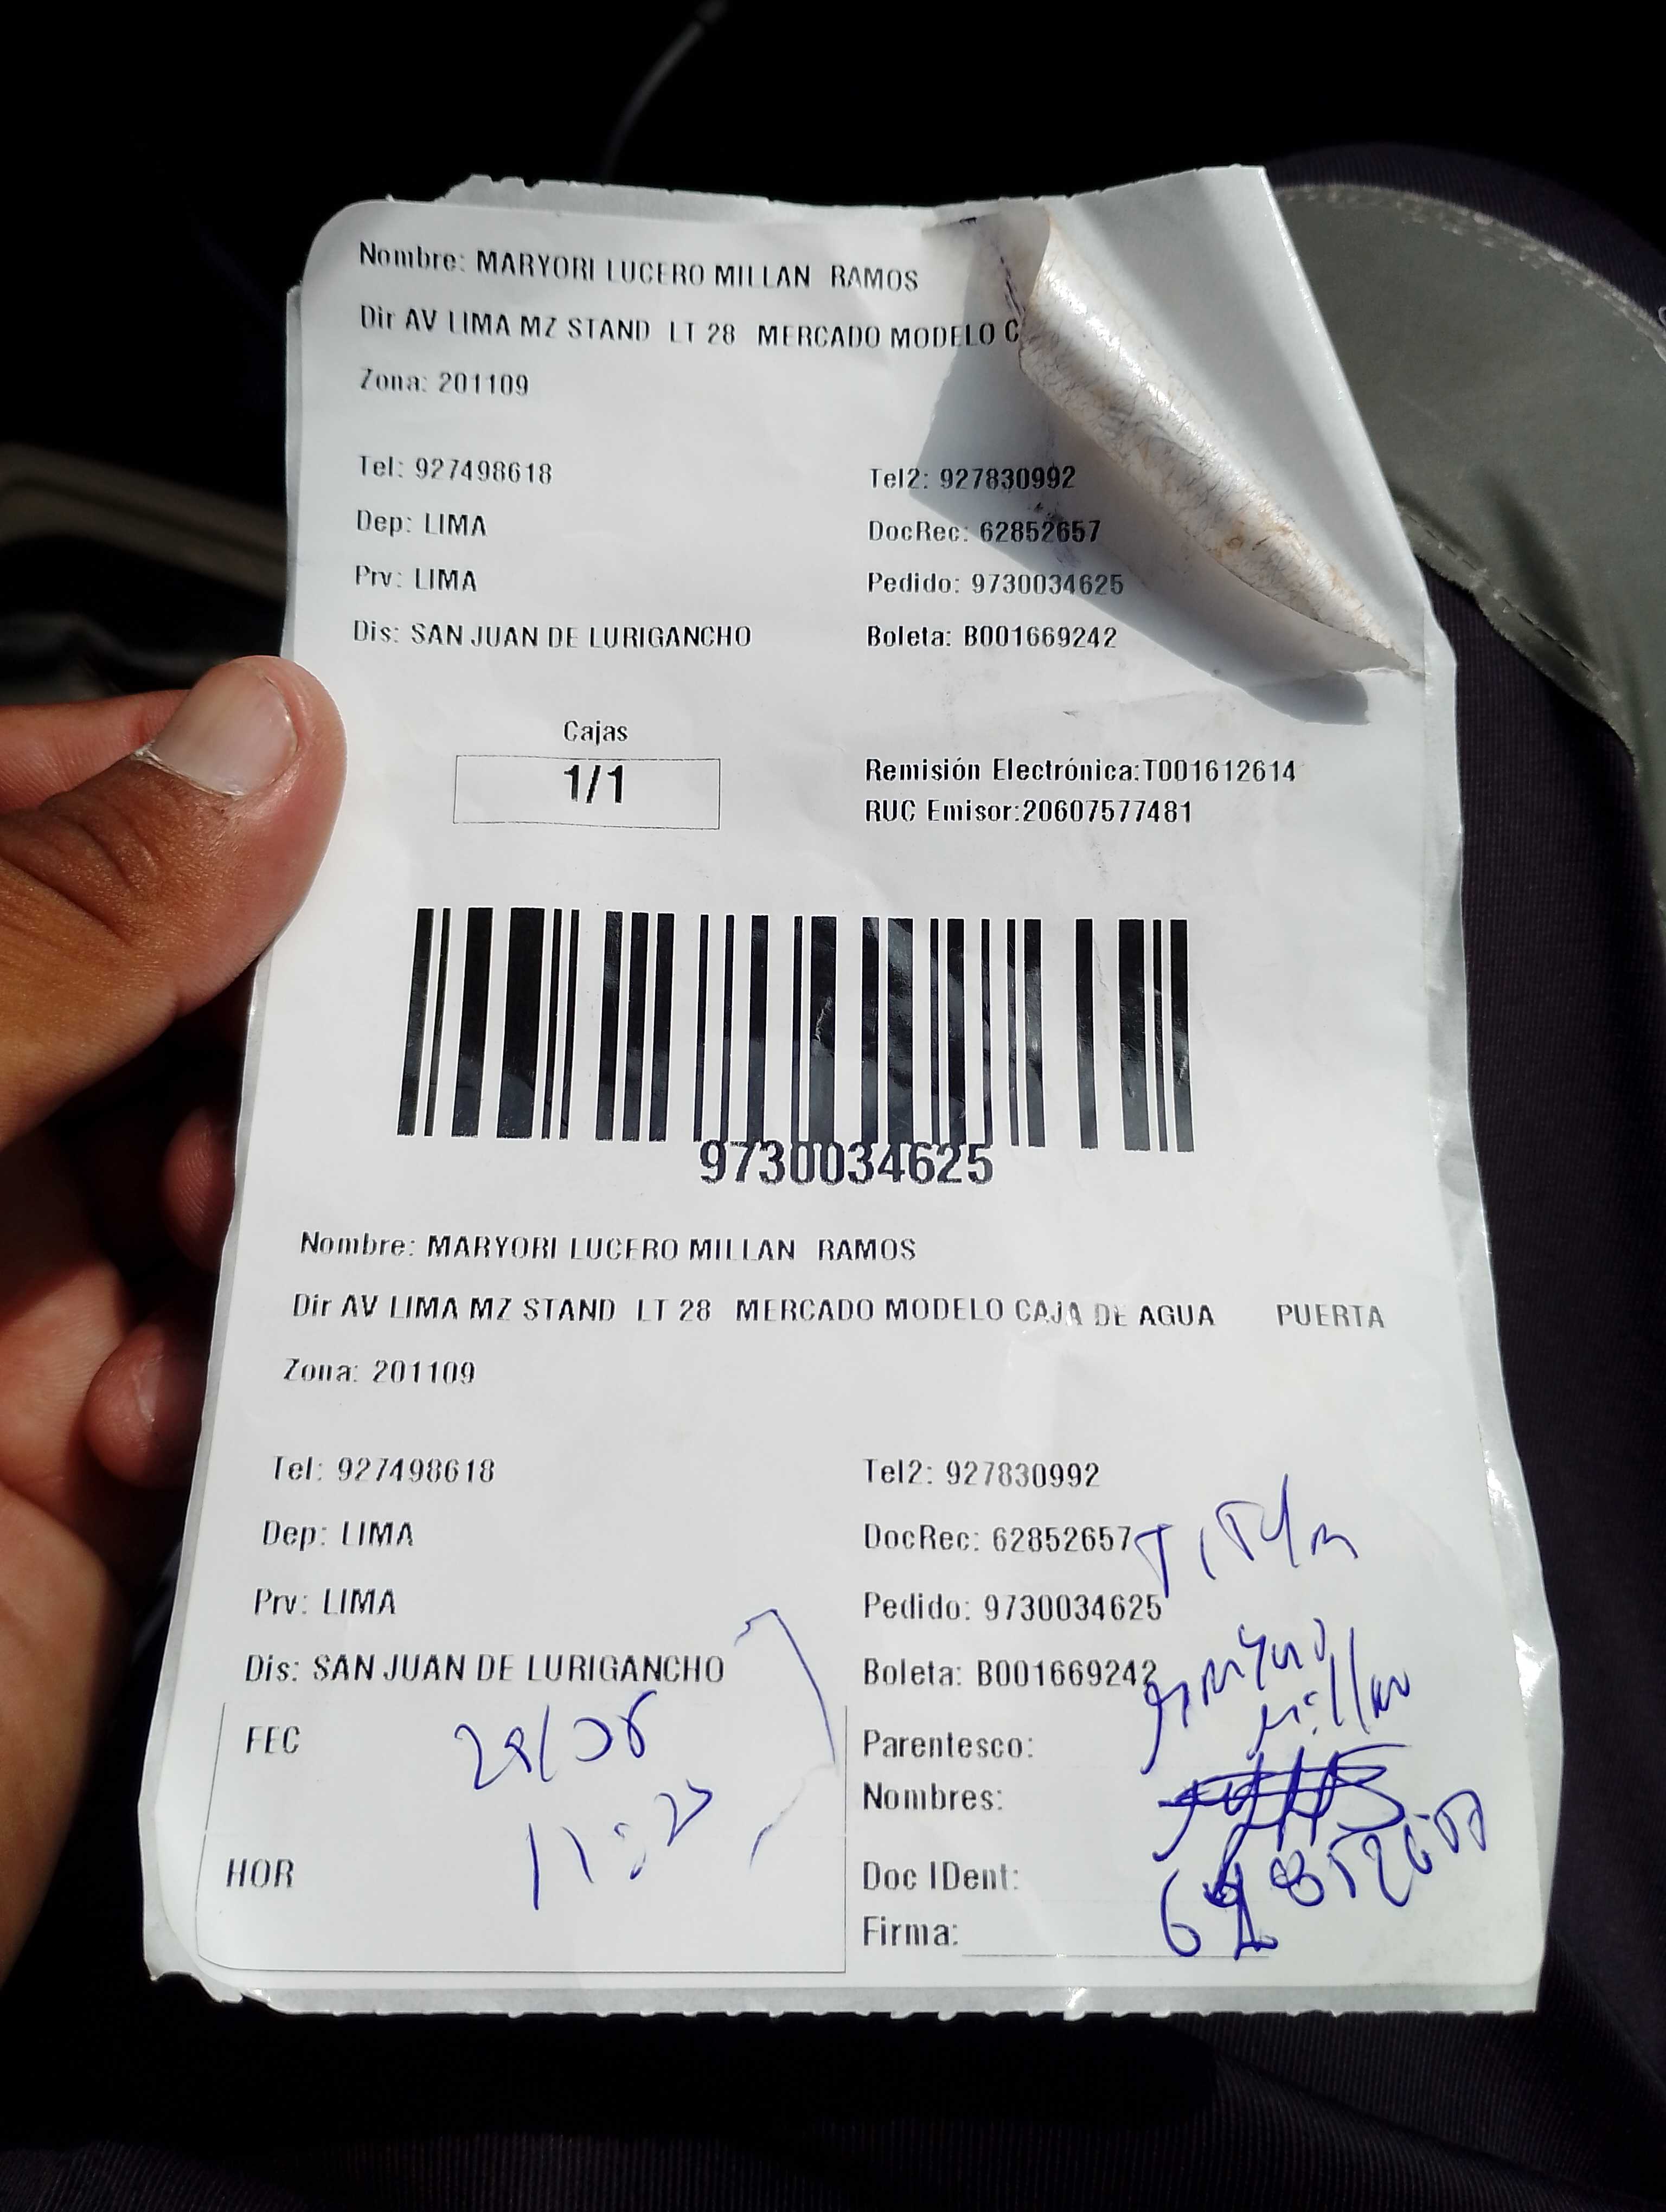 Nombre: MARYORI LUCERO MILLAN RAMOS
Dir AV LIMA MZ STAND LT 28 MERCADO MODELO C
Zona: 201109
Tel: 927498618 Tel2: 927830992
Dep: LIMA DocRec: 62852657
Prv: LIMA Pedido: 9730034625
Dis: SAN JUAN DE LURIGANCHO Boleta: B001669242
Cajas
1/1
Remisión Electrónica:T001612614
RUC Emisor:20607577481
9730034625
Nombre: MARYORI LUCERO MILLAN RAMOS
Dir AV LIMA MZ STAND LT 28 MERCADO MODELO CAJA DE AGUA PUERTA
Zona: 201109
Tel: 927498618 Tel2: 927830992
Dep: LIMA DocRec: 62852657
Prv: LIMA Pedido: 9730034625
Dis: SAN JUAN DE LURIGANCHO Boleta: B001669242
Millan
FEC Parentesco:
Nombres:
HOR Doc IDent:
Firma: